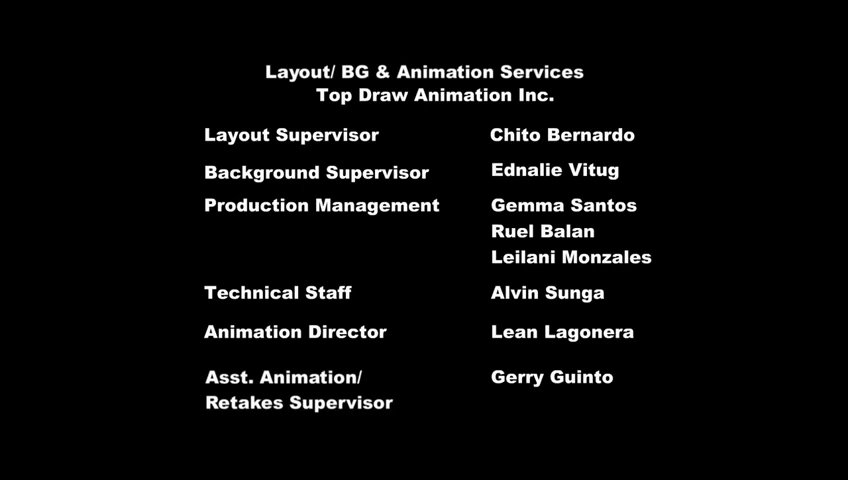 Layout/ BG & Animation Services
Top Draw Animation Inc.
Layout Supervisor Chito Bernardo
Background Supervisor Ednalie Vitug
Production Management Gemma Santos
Ruel Balan
Leilani Monzales
Technical Staff Alvin Sunga
Animation Director Lean Lagonera
Asst. Animation/ Gerry Guinto
Retakes Supervisor